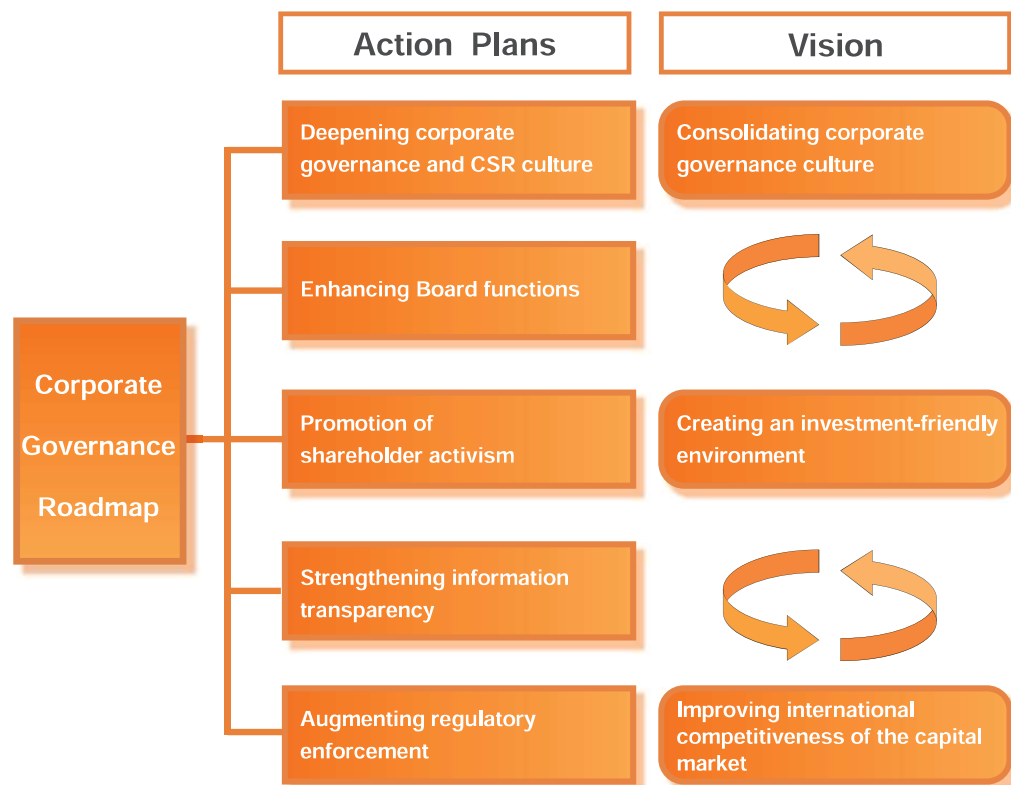 Action Plans
Vision
Deepening corporate
governance and CSR culture
Consolidating corporate
governance culture
Enhancing Board functions
Corporate
Governance
Roadmap
Promotion of
shareholder activism
Creating an investment-friendly
environment
Strengthening information
transparency
Augmenting regulatory
enforcement
Improving international
competitiveness of the capital
market